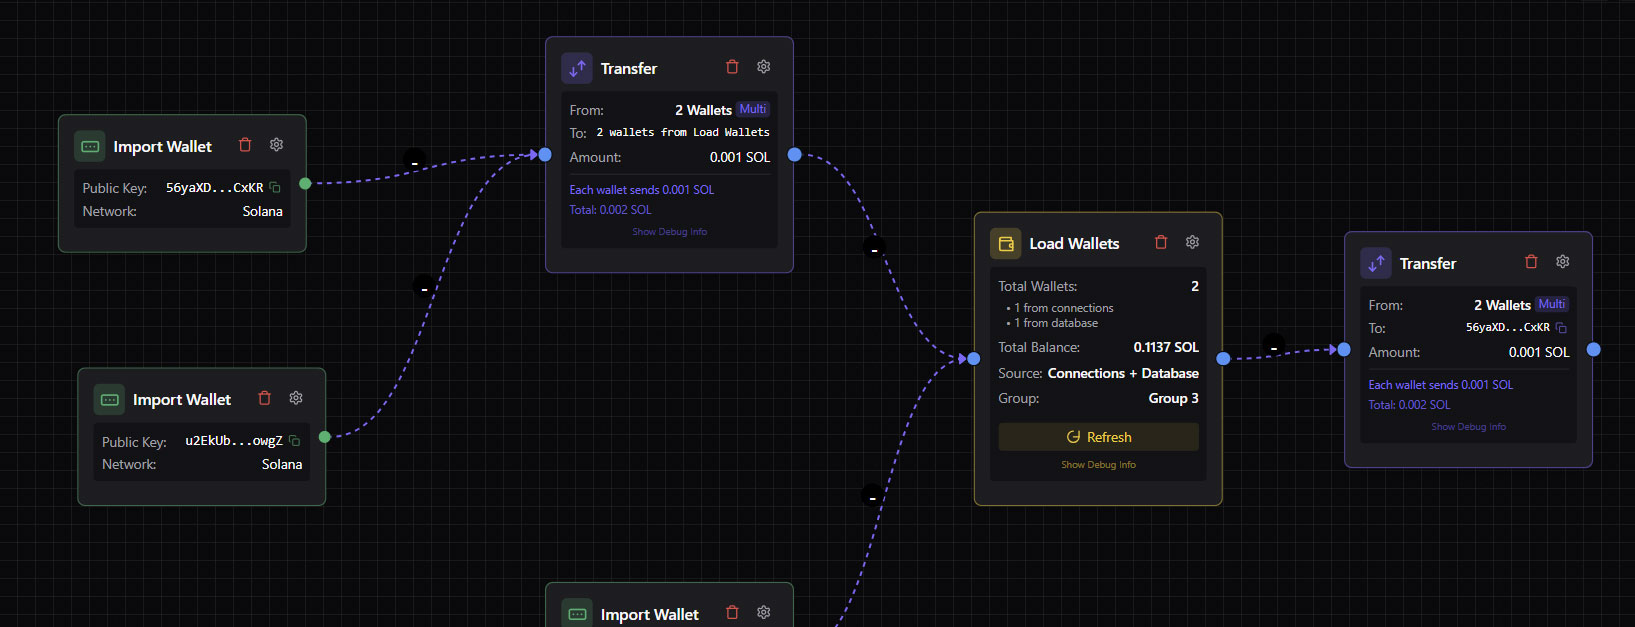 Import Wallet
Public Key: 56yaXD...CxKR
Network: Solana
Import Wallet
Public Key: u2EkUb...owgZ
Network: Solana
-
-
Transfer
From: 2 Wallets Multi
To: 2 wallets from Load Wallets
Amount: 0.001 SOL
Each wallet sends 0.001 SOL
Total: 0.002 SOL
Show Debug Info
Import Wallet
-
-
Load Wallets
Total Wallets: 2
• 1 from connections
• 1 from database
Total Balance: 0.1137 SOL
Source: Connections + Database
Group: Group 3
Refresh
Show Debug Info
-
Transfer
From: 2 Wallets Multi
To: 56yaXD...CxKR
Amount: 0.001 SOL
Each wallet sends 0.001 SOL
Total: 0.002 SOL
Show Debug Info